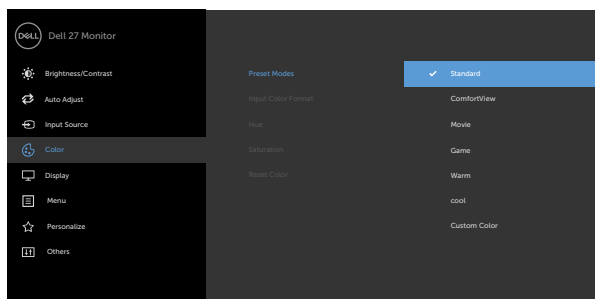 DELL
Dell 27 Monitor
Brightness/Contrast
Auto Adjust
Input Source
Color
Display
Menu
Personalize
Others
Preset Modes
Input Color Format
Hue
Saturation
Reset Color
Standard
ComfortView
Movie
Game
Warm
cool
Custom Color